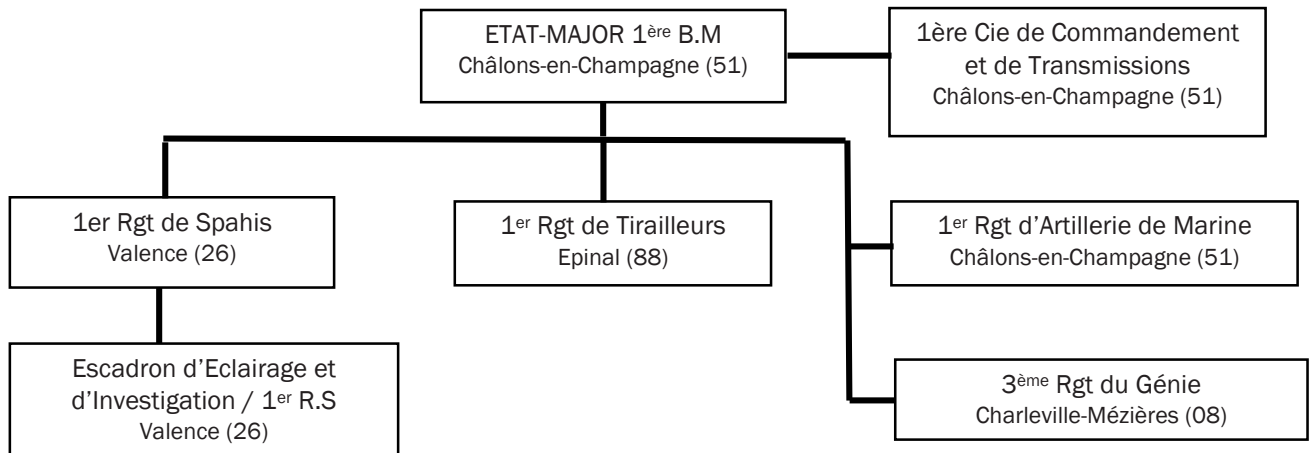 ETAT-MAJOR 1ère B.M
Châlons-en-Champagne (51)
1ère Cie de Commandement
et de Transmissions
Châlons-en-Champagne (51)
1er Rgt de Spahis
Valence (26)
1er Rgt de Tirailleurs
Epinal (88)
1er Rgt d’Artillerie de Marine
Châlons-en-Champagne (51)
Escadron d’Eclairage et
d’Investigation / 1er R.S
Valence (26)
3ème Rgt du Génie
Charleville-Mézières (08)